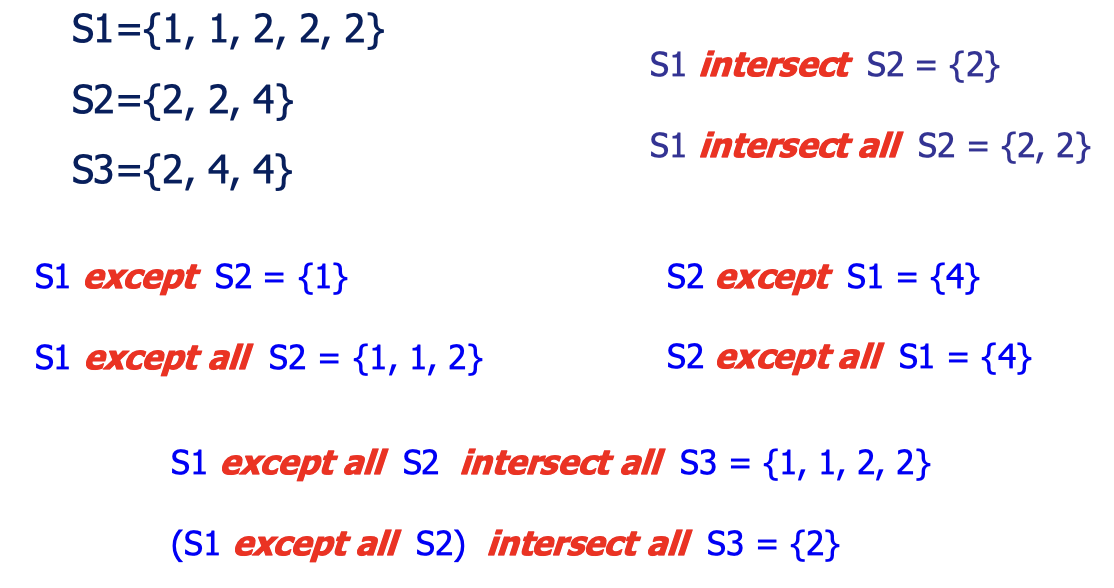 S1={1, 1, 2, 2, 2}
S2={2, 2, 4}
S3={2, 4, 4}
S1 intersect S2 = {2}
S1 intersect all S2 = {2, 2}
S1 except S2 = {1}
S2 except S1 = {4}
S1 except all S2 = {1, 1, 2}
S2 except all S1 = {4}
S1 except all S2 intersect all S3 = {1, 1, 2, 2}
(S1 except all S2) intersect all S3 = {2}